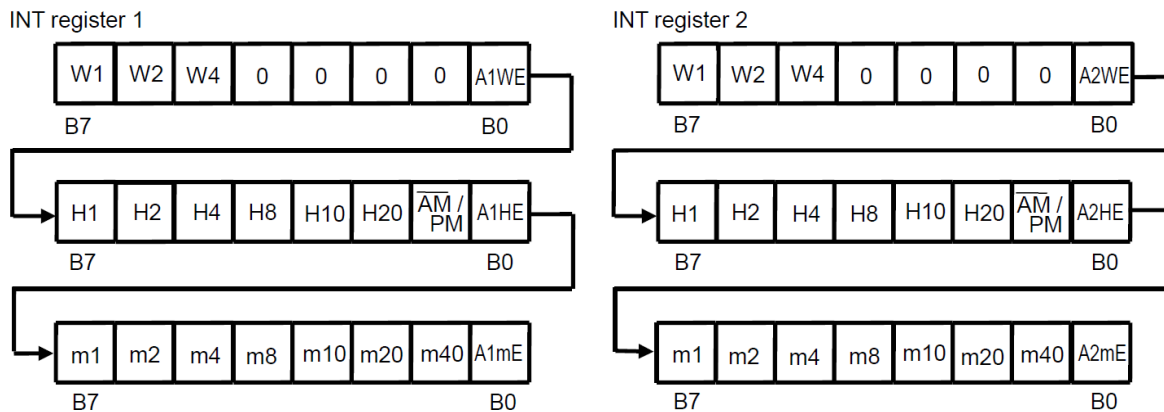 INT register 1
W1 W2 W4 0 0 0 0 A1WE
B7 B0
H1 H2 H4 H8 H10 H20 A̅M̅ / PM A1HE
B7 B0
m1 m2 m4 m8 m10 m20 m40 A1mE
B7 B0
INT register 2
W1 W2 W4 0 0 0 0 A2WE
B7 B0
H1 H2 H4 H8 H10 H20 A̅M̅ / PM A2HE
B7 B0
m1 m2 m4 m8 m10 m20 m40 A2mE
B7 B0